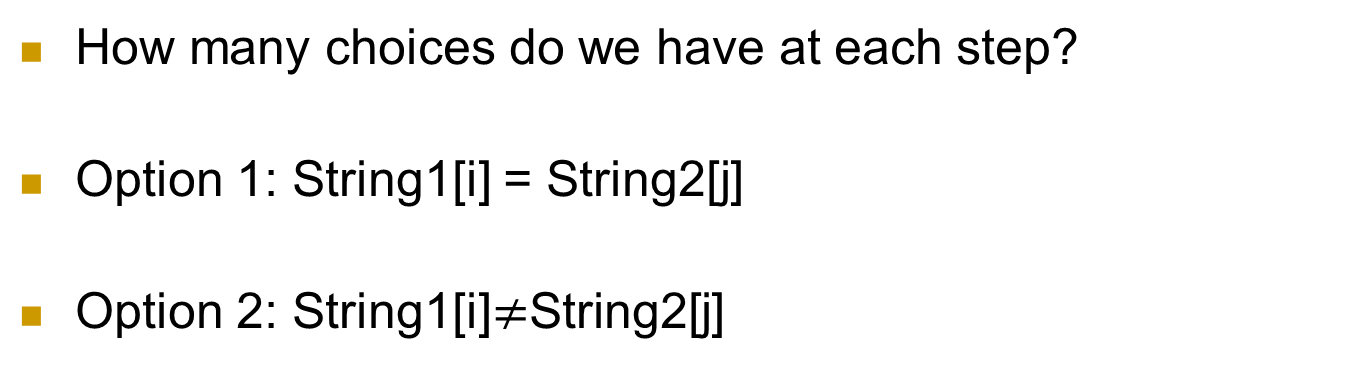 How many choices do we have at each step?
Option 1: String1[i] = String2[j]
Option 2: String1[i]≠String2[j]